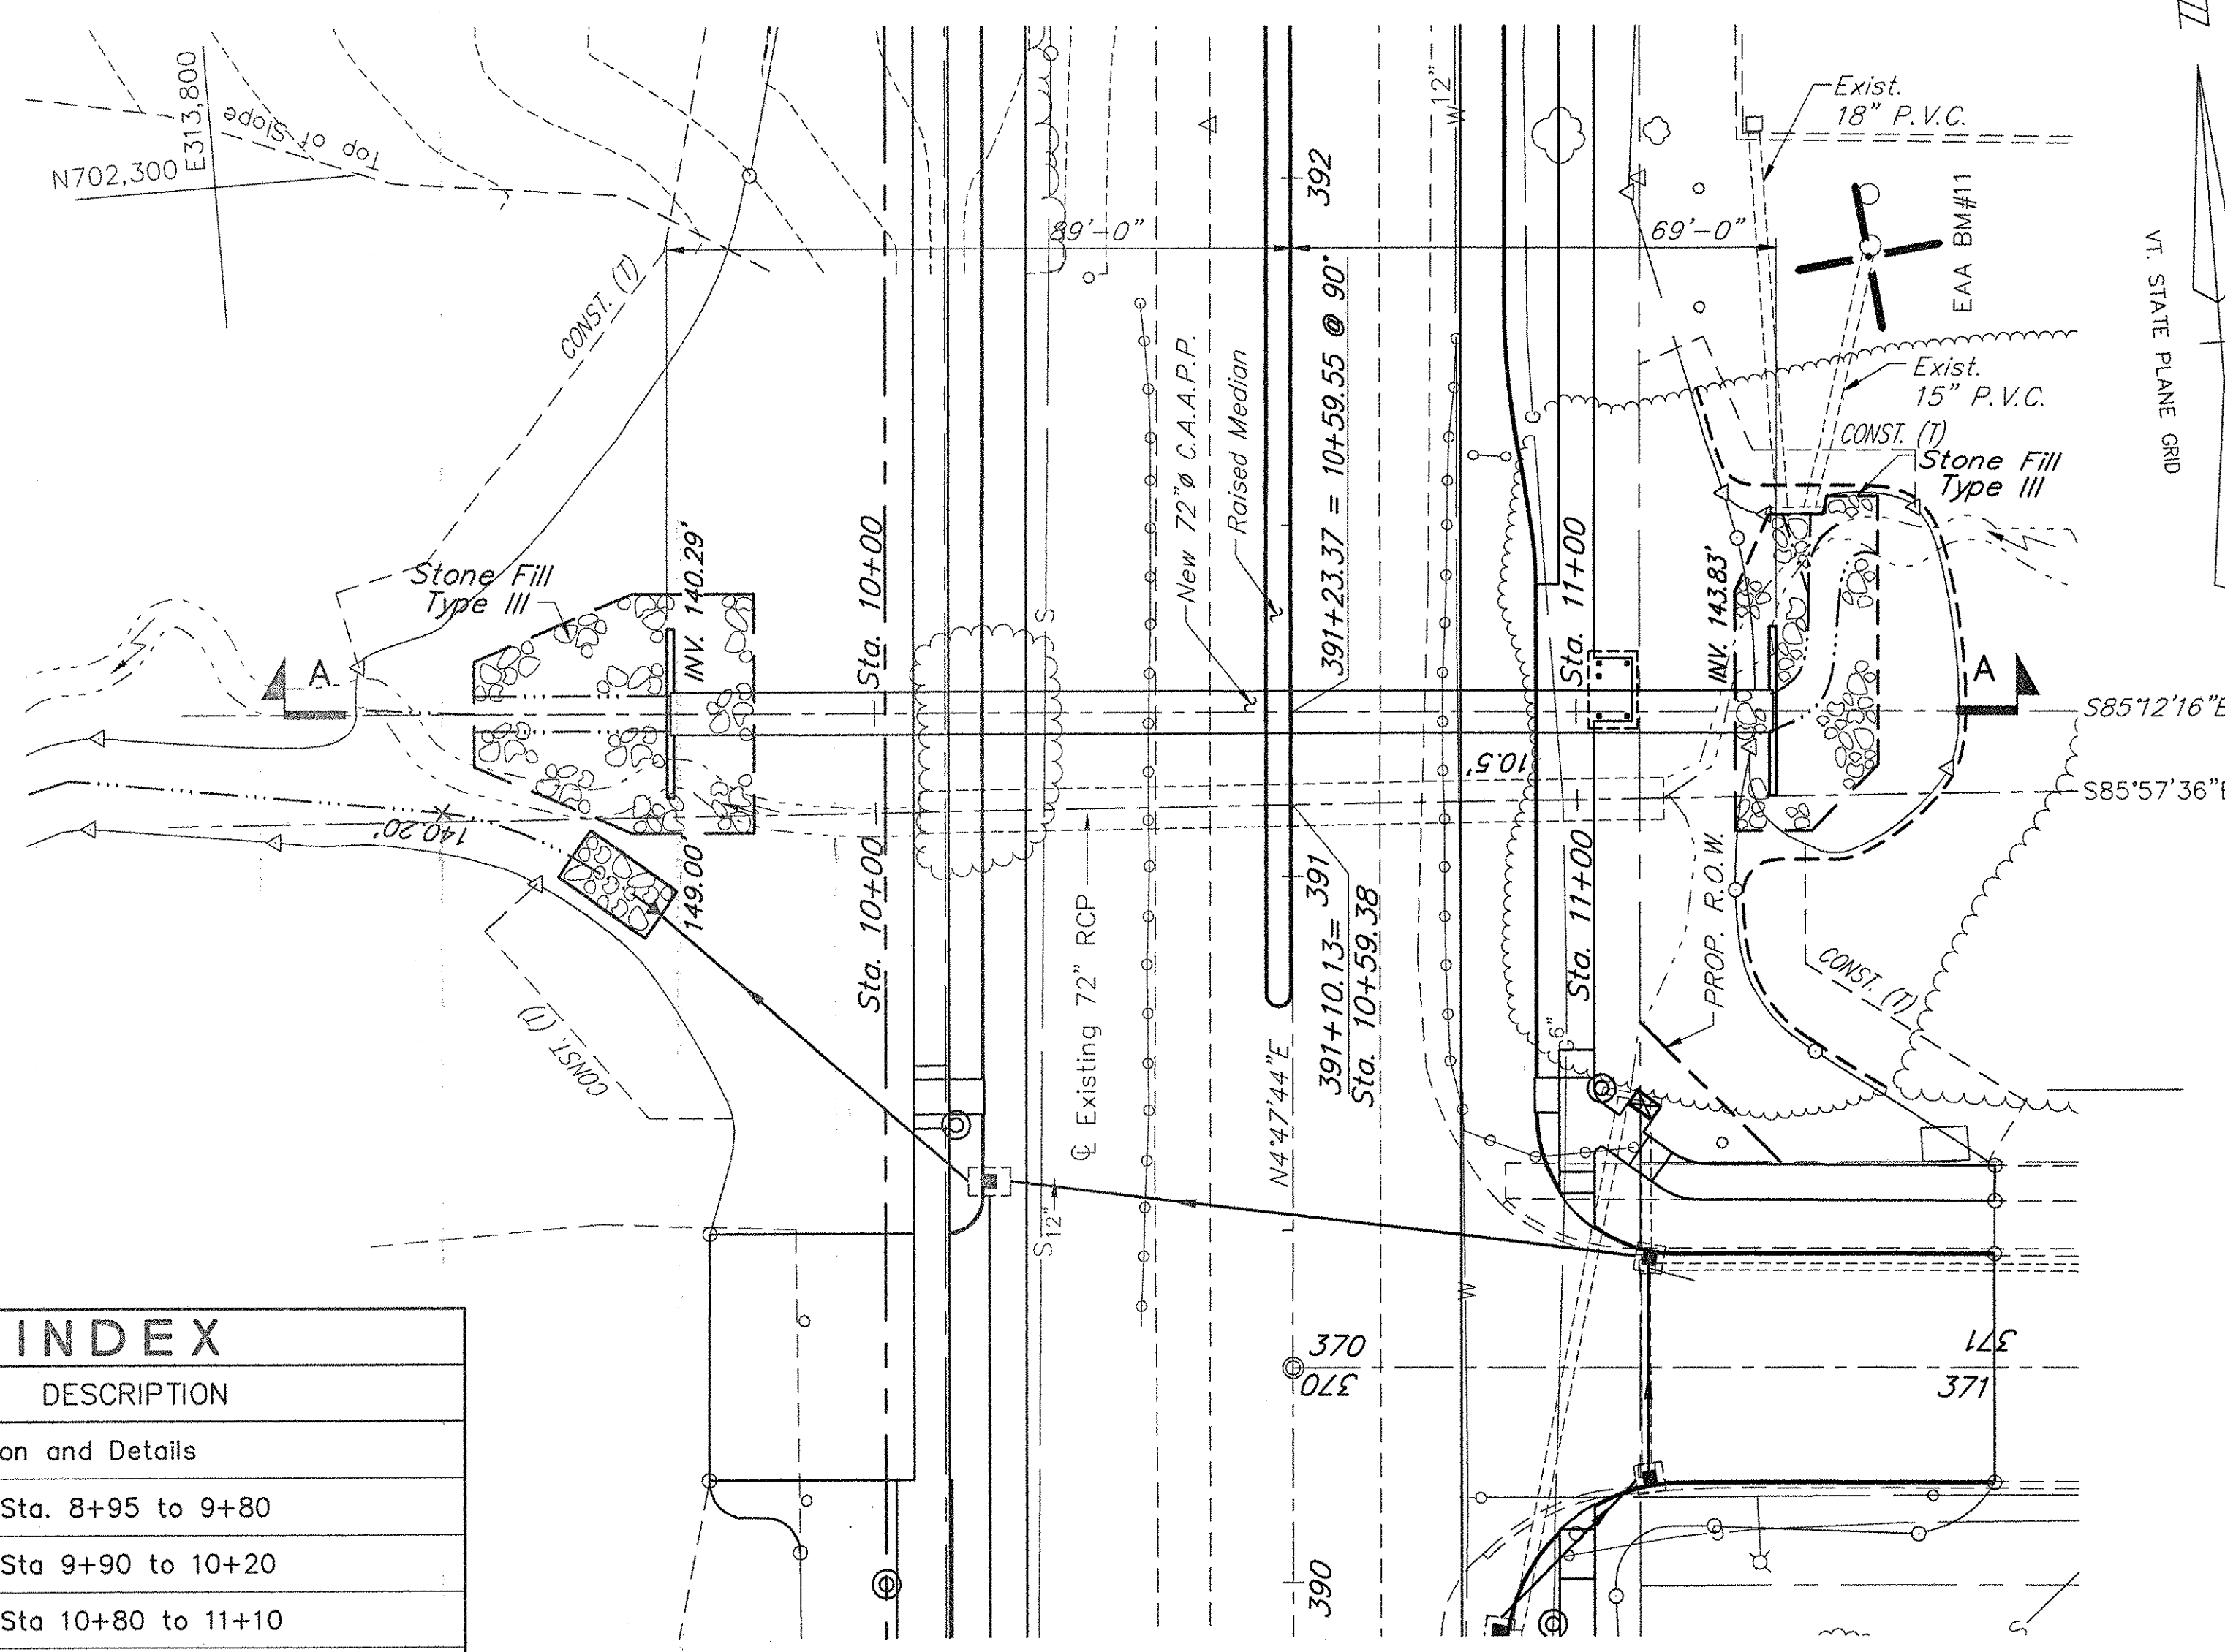 N702,300
E313,800
Top of Slope
CONST. (T)
89'-0"
392
12"
W
69'-0"
Exist.
18" P.V.C.
EAA BM#11
VT. STATE PLANE GRID
Exist.
15" P.V.C.
CONST. (T)
Stone Fill
Type III
New 72"ø C.A.A.P.P.
Raised Median
391+23.37 = 10+59.55 @ 90°
Stone Fill
Type III
INV. 140.29'
Sta. 10+00
S
Sta. 11+00
INV. 143.83'
A
A
S85°12'16"E
10.5'
S85°57'36"E
140.20'
149.00'
Sta. 10+00
℄ Existing 72" RCP
391
391+10.13=
Sta. 10+59.38
Sta. 11+00
PROP. R.O.W.
CONST. (T)
CONST. (T)
6"
N4°47'44"E
S
12"
W
370
370
371
371
390
S
INDEX
DESCRIPTION
on and Details
Sta. 8+95 to 9+80
Sta 9+90 to 10+20
Sta 10+80 to 11+10